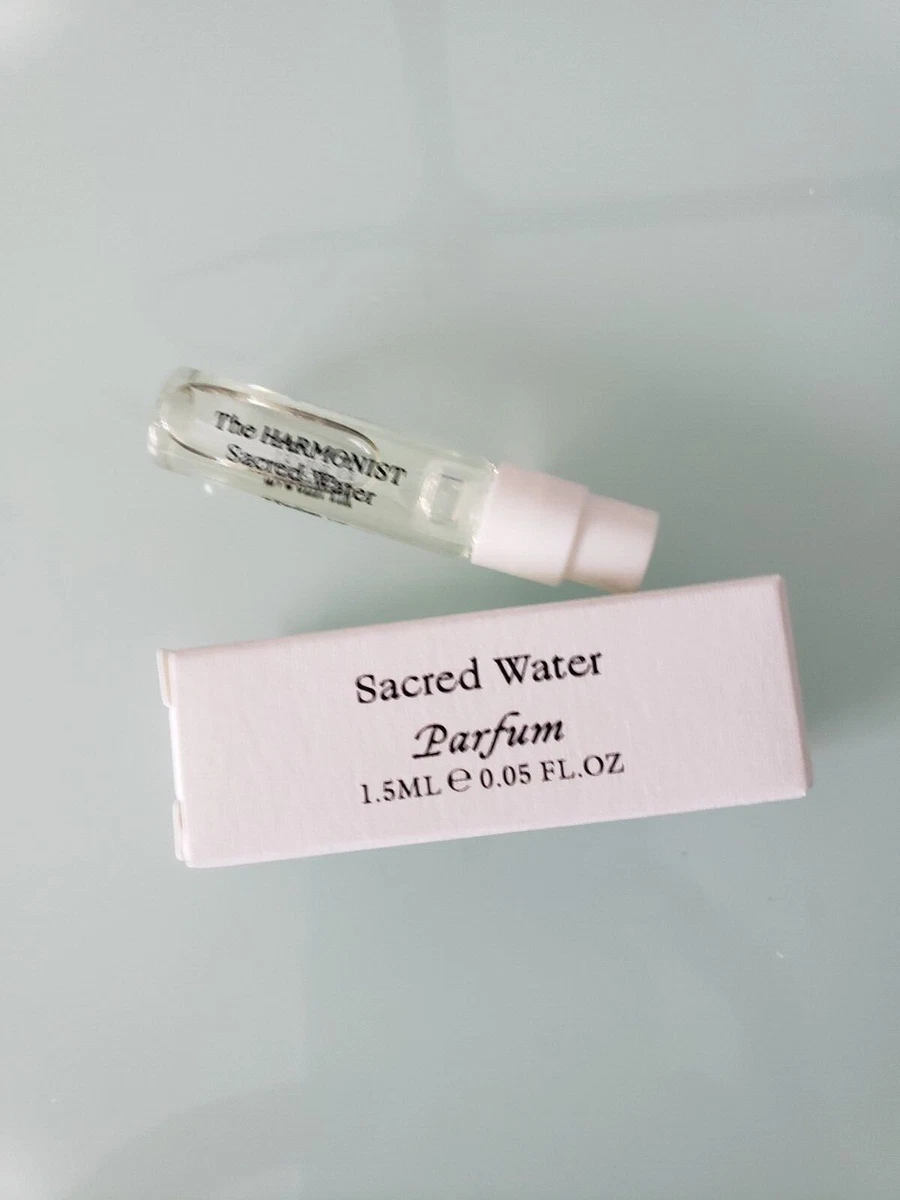 The HARMONIST
Sacred Water
Sacred Water
Parfum
1.5ML ℮ 0.05 FL.OZ